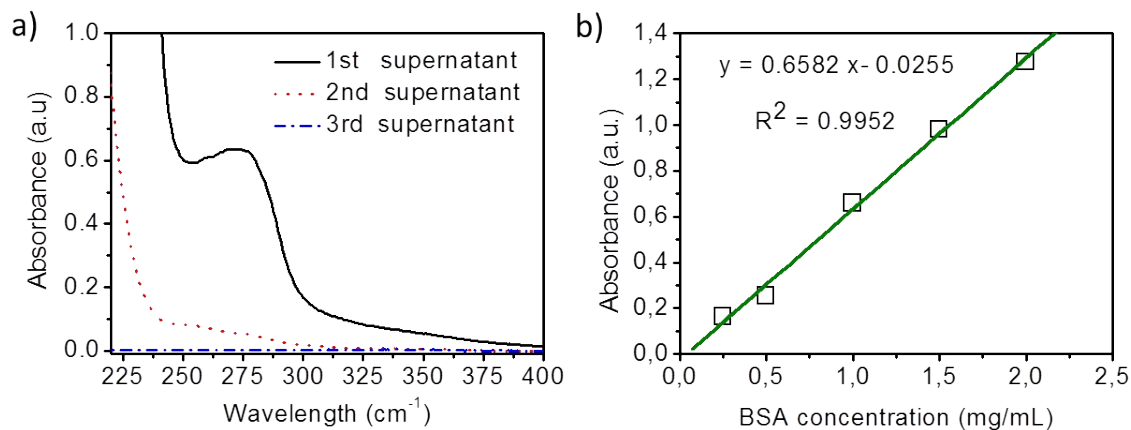 a)
1.0
0.8
0.6
0.4
0.2
0.0
Absorbance (a.u)
1st supernatant
2nd supernatant
3rd supernatant
225 250 275 300 325 350 375 400
Wavelength (cm⁻¹)
b)
1,4
1,2
1,0
0,8
0,6
0,4
0,2
0,0
Absorbance (a.u.)
y = 0.6582 x- 0.0255
R² = 0.9952
0,0 0,5 1,0 1,5 2,0 2,5
BSA concentration (mg/mL)